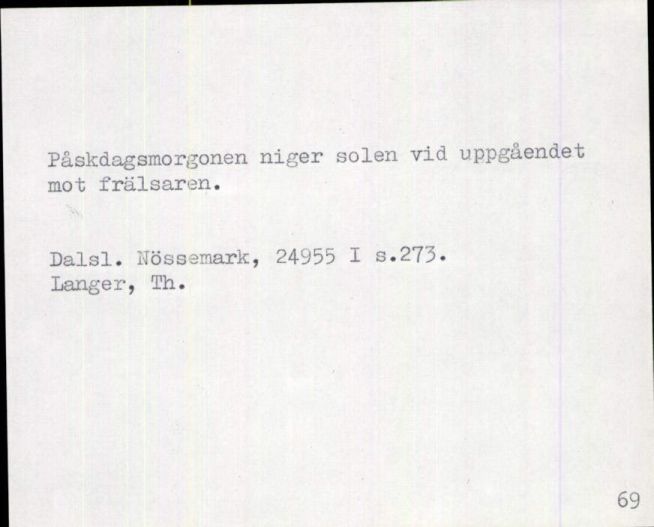 Påskdagsmorgonen niger solen vid uppgåendet
mot frälsaren.
Dalsl. Nössemark, 24955 I s.273.
Langer, Th.
69